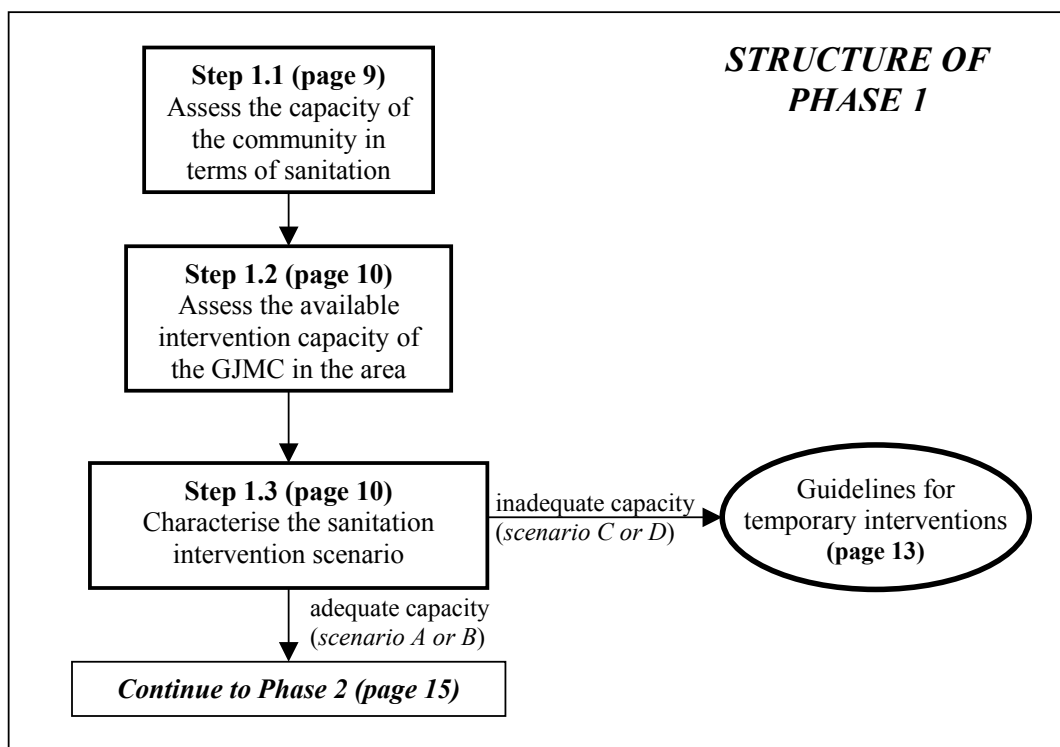 STRUCTURE OF
PHASE 1
Step 1.1 (page 9)
Assess the capacity of
the community in
terms of sanitation
Step 1.2 (page 10)
Assess the available
intervention capacity of
the GJMC in the area
Step 1.3 (page 10)
Characterise the sanitation
intervention scenario
inadequate capacity
(scenario C or D)
Guidelines for
temporary interventions
(page 13)
adequate capacity
(scenario A or B)
Continue to Phase 2 (page 15)